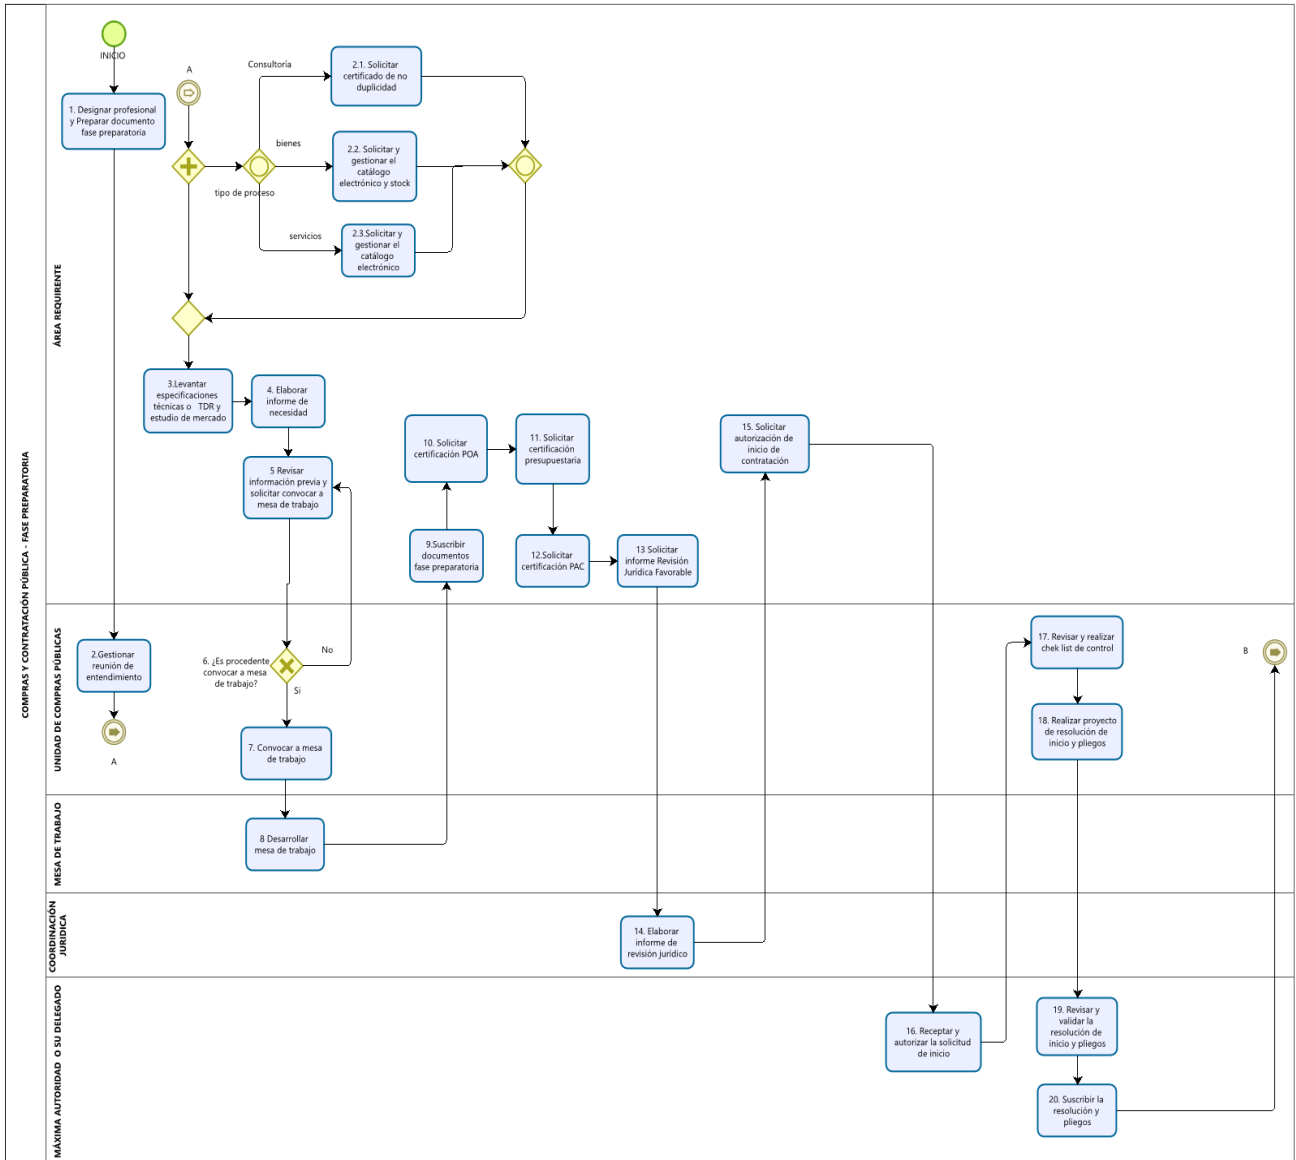 COMPRAS Y CONTRATACIÓN PÚBLICA - FASE PREPARATORIA
ÁREA REQUIRENTE
INICIO
1. Designar profesional
y Preparar documento
fase preparatoria
A
tipo de proceso
Consultoría
2.1. Solicitar
certificado de no
duplicidad
bienes
2.2. Solicitar y
gestionar el
catálogo
electrónico y stock
servicios
2.3.Solicitar y
gestionar el
catálogo
electrónico
3.Levantar
especificaciones
técnicas o TDR y
estudio de mercado
4. Elaborar
informe de
necesidad
5 Revisar
información previa y
solicitar convocar a
mesa de trabajo
9.Suscribir
documentos
fase preparatoria
10. Solicitar
certificación POA
11. Solicitar
certificación
presupuestaria
12.Solicitar
certificación PAC
13 Solicitar
informe Revisión
Jurídica Favorable
15. Solicitar
autorización de
inicio de
contratación
UNIDAD DE COMPRAS PÚBLICAS
2.Gestionar
reunión de
entendimiento
A
6. ¿Es procedente
convocar a mesa
de trabajo?
No
Si
7. Convocar a mesa
de trabajo
17. Revisar y realizar
chek list de control
18. Realizar proyecto
de resolución de
inicio y pliegos
B
MESA DE TRABAJO
8 Desarrollar
mesa de trabajo
COORDINACIÓN
JURIDICA
14. Elaborar
informe de
revisión jurídico
MÁXIMA AUTORIDAD O SU DELEGADO
16. Receptar y
autorizar la solicitud
de inicio
19. Revisar y
validar la
resolución de
inicio y pliegos
20. Suscribir la
resolución y
pliegos